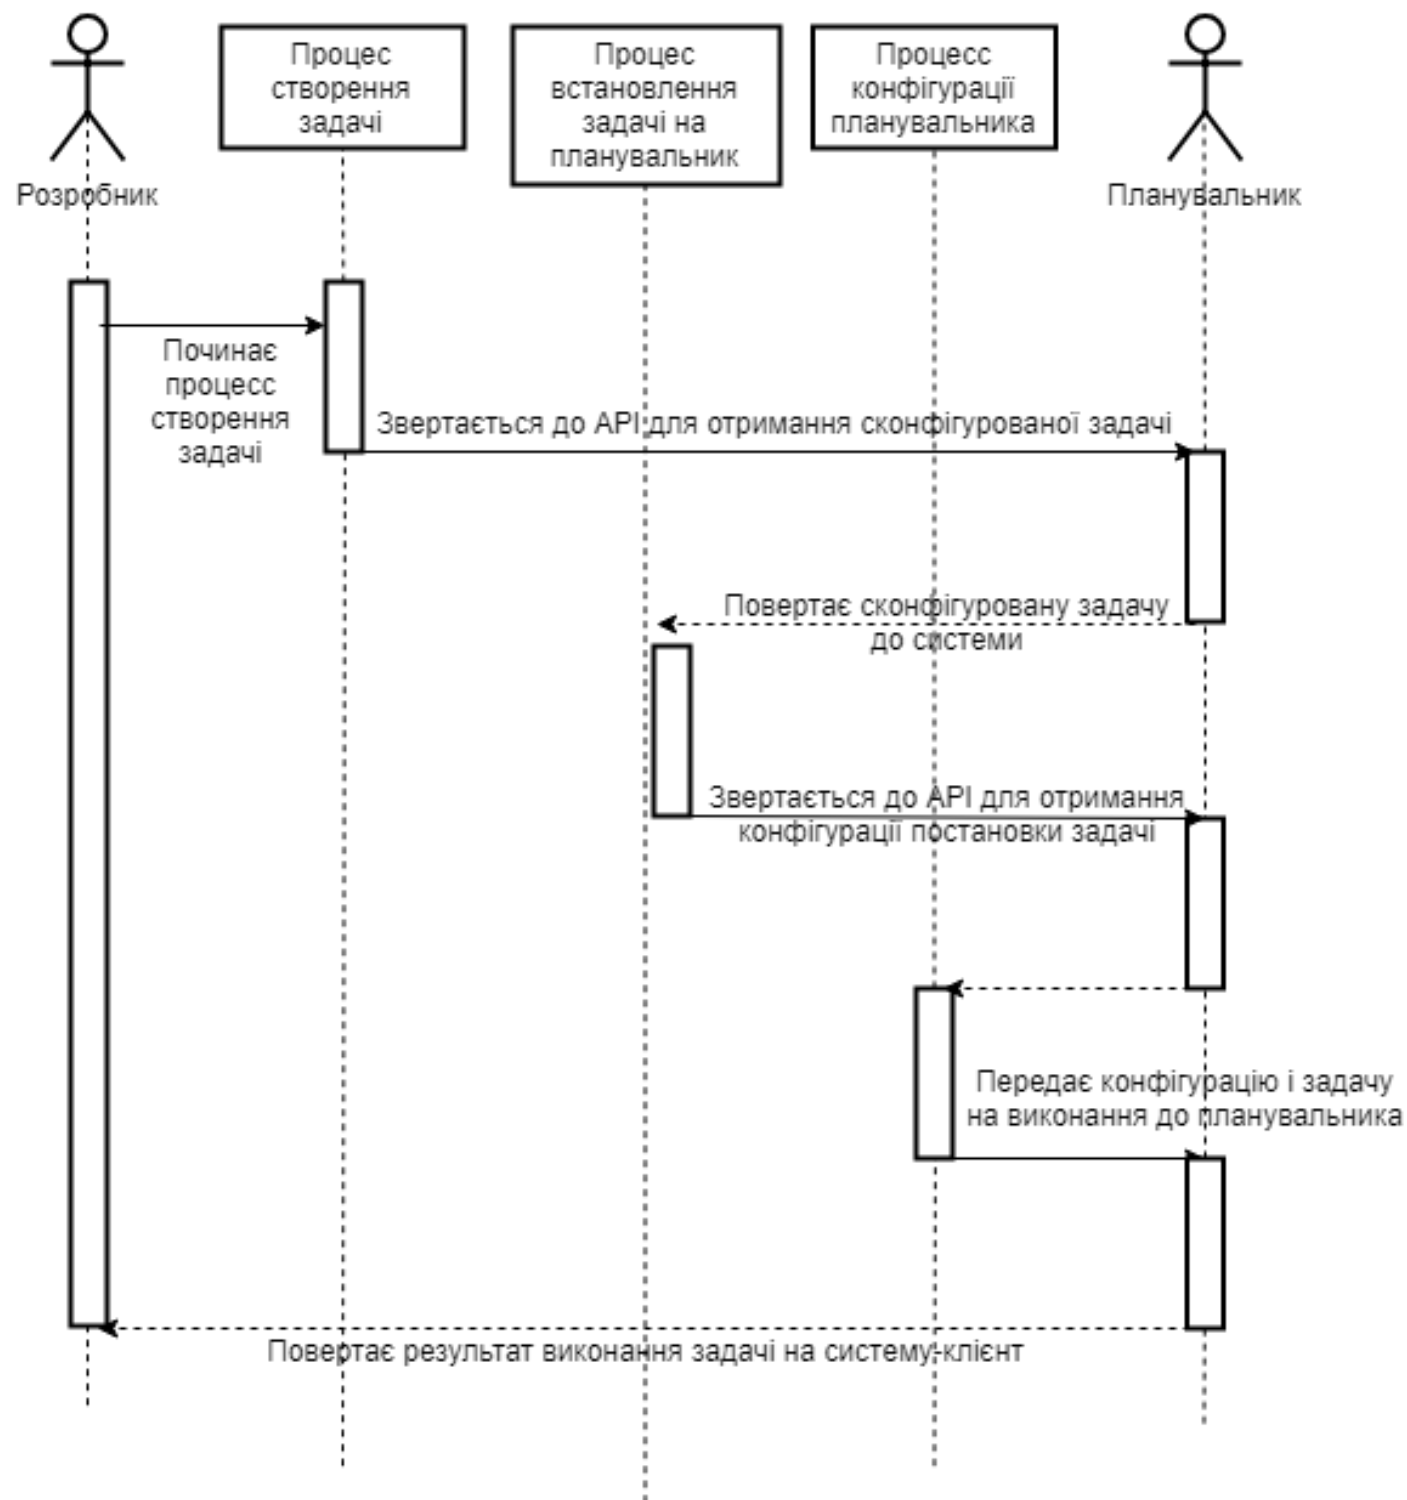 Процес
створення
задачі
Процес
встановлення
задачі на
планувальник
Процесс
конфігурації
планувальника
Розробник
Планувальник
Починає
процесс
створення
задачі
Звертається до API для отримання сконфігурованої задачі
Повертає сконфігуровану задачу
до системи
Звертається до API для отримання
конфігурації постановки задачі
Передає конфігурацію і задачу
на виконання до планувальника
Повертає результат виконання задачі на систему-клієнт